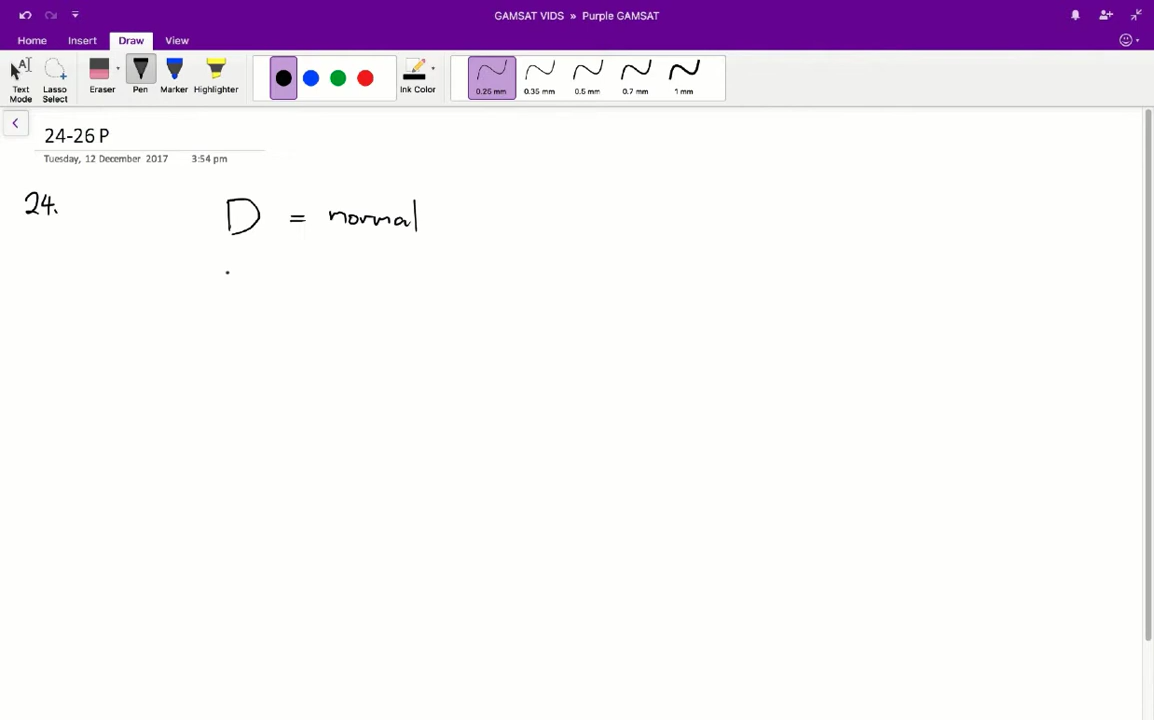 GAMSAT VIDS » Purple GAMSAT
Home Insert Draw View
Text Mode
Lasso Select
Eraser
Pen
Marker
Highlighter
Ink Color
0.25 mm
0.35 mm
0.5 mm
0.7 mm
1 mm
24-26 P
Tuesday, 12 December 2017 3:54 pm
24. D = normal